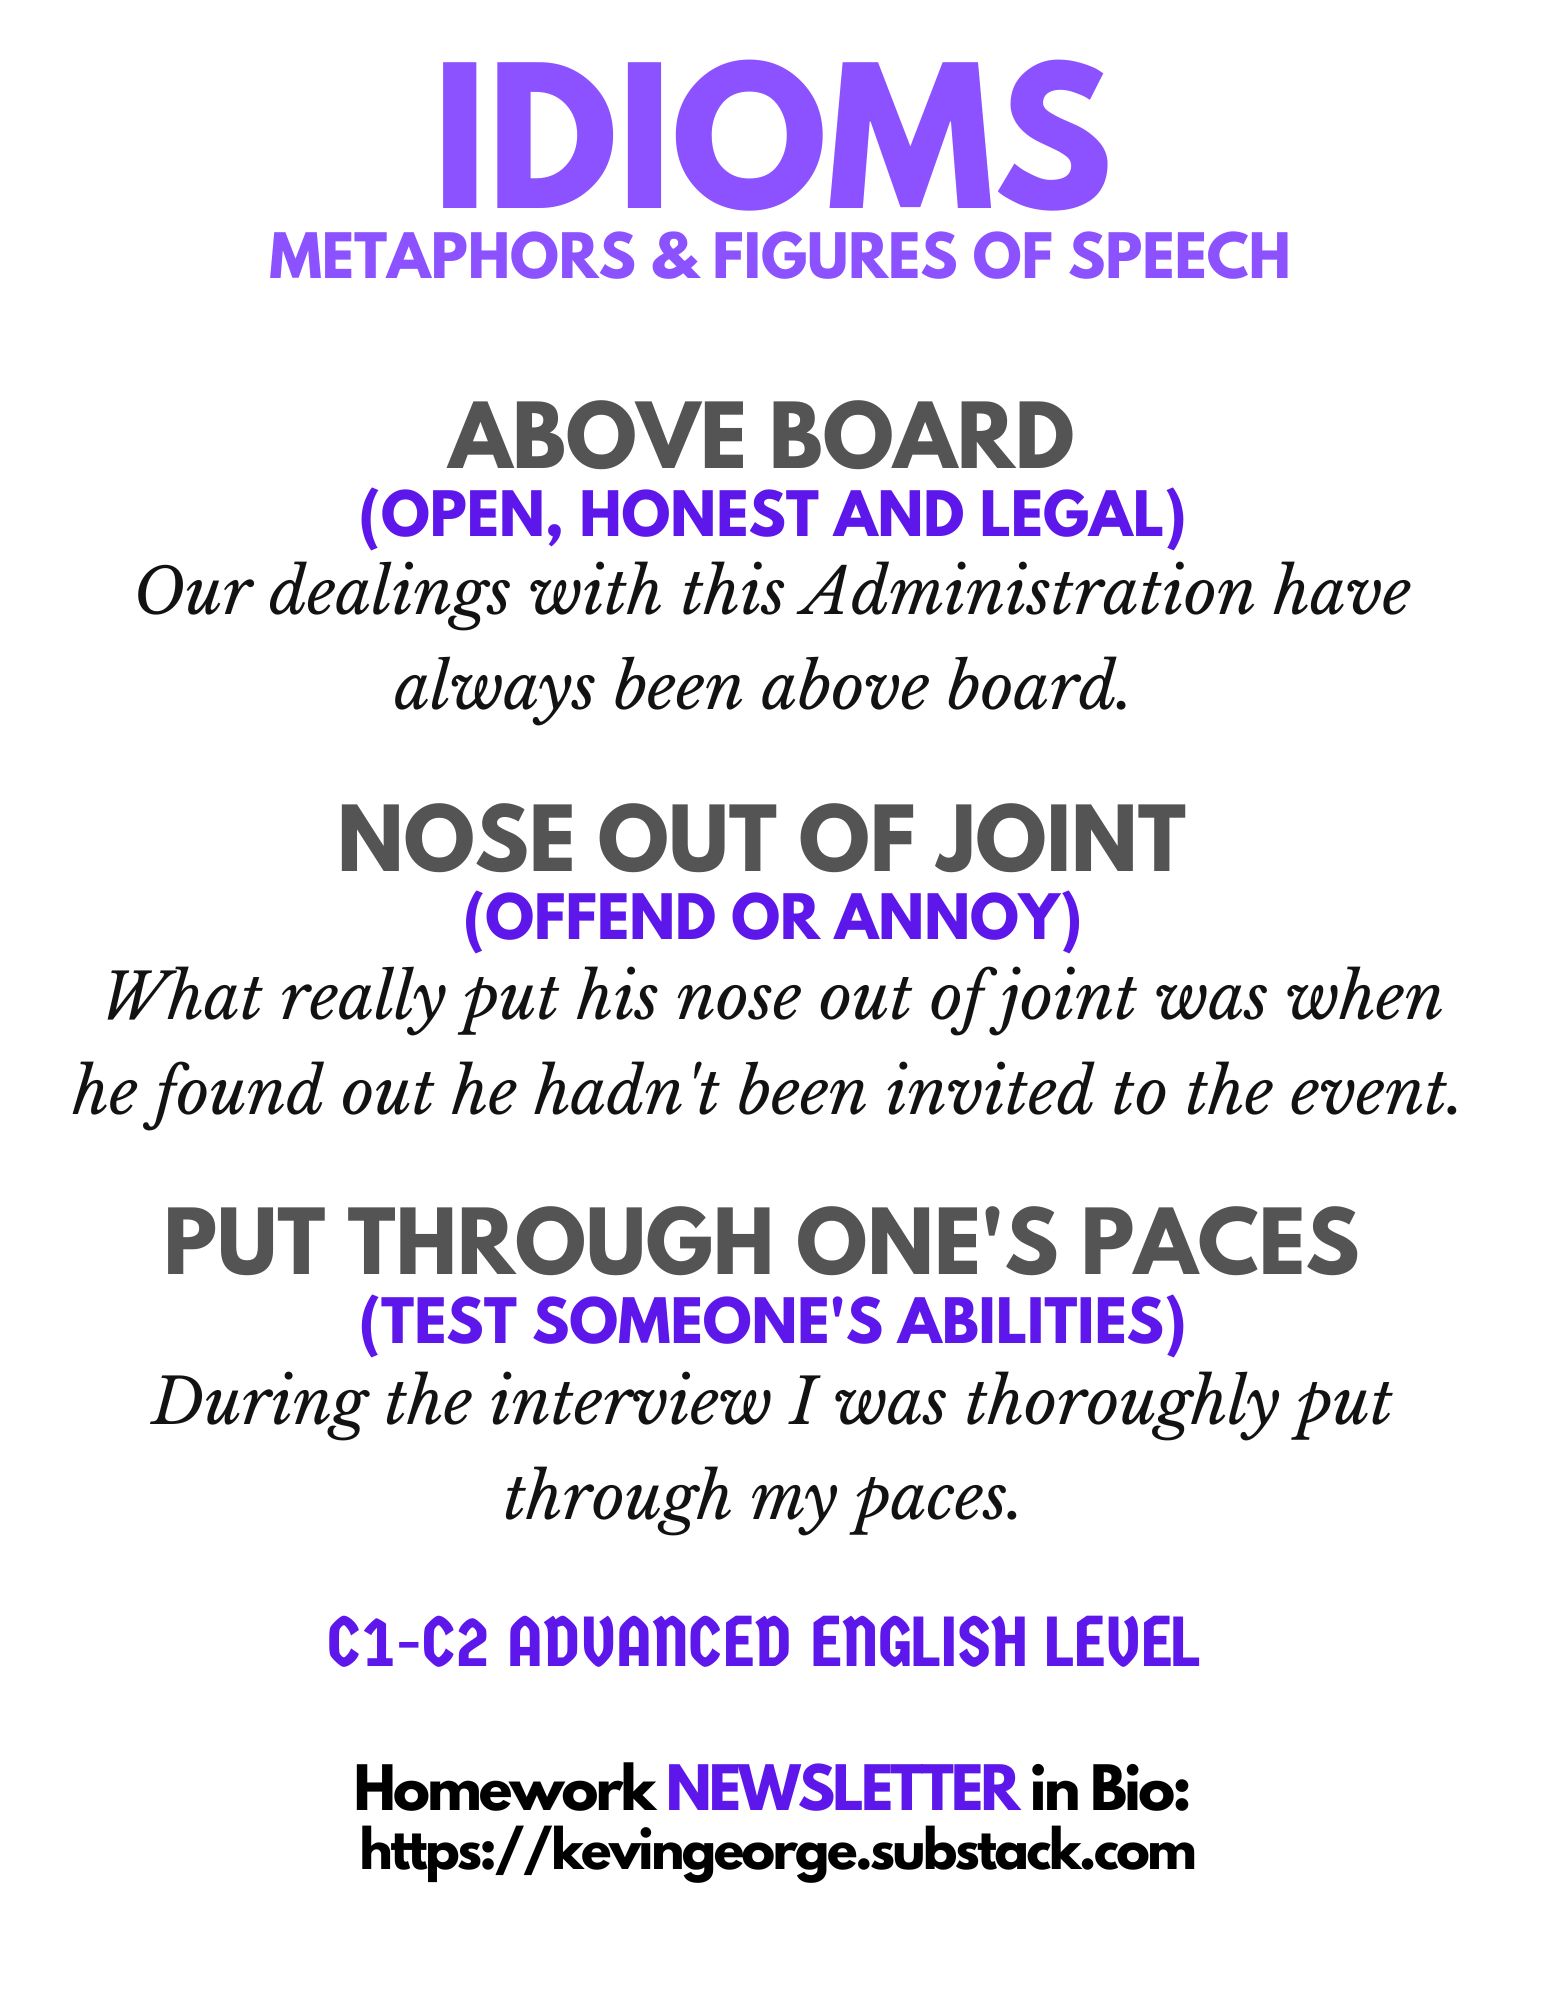 IDIOMS
METAPHORS & FIGURES OF SPEECH
ABOVE BOARD
(OPEN, HONEST AND LEGAL)
Our dealings with this Administration have
always been above board.
NOSE OUT OF JOINT
(OFFEND OR ANNOY)
What really put his nose out of joint was when
he found out he hadn't been invited to the event.
PUT THROUGH ONE'S PACES
(TEST SOMEONE'S ABILITIES)
During the interview I was thoroughly put
through my paces.
C1-C2 ADVANCED ENGLISH LEVEL
Homework NEWSLETTER in Bio:
https://kevingeorge.substack.com